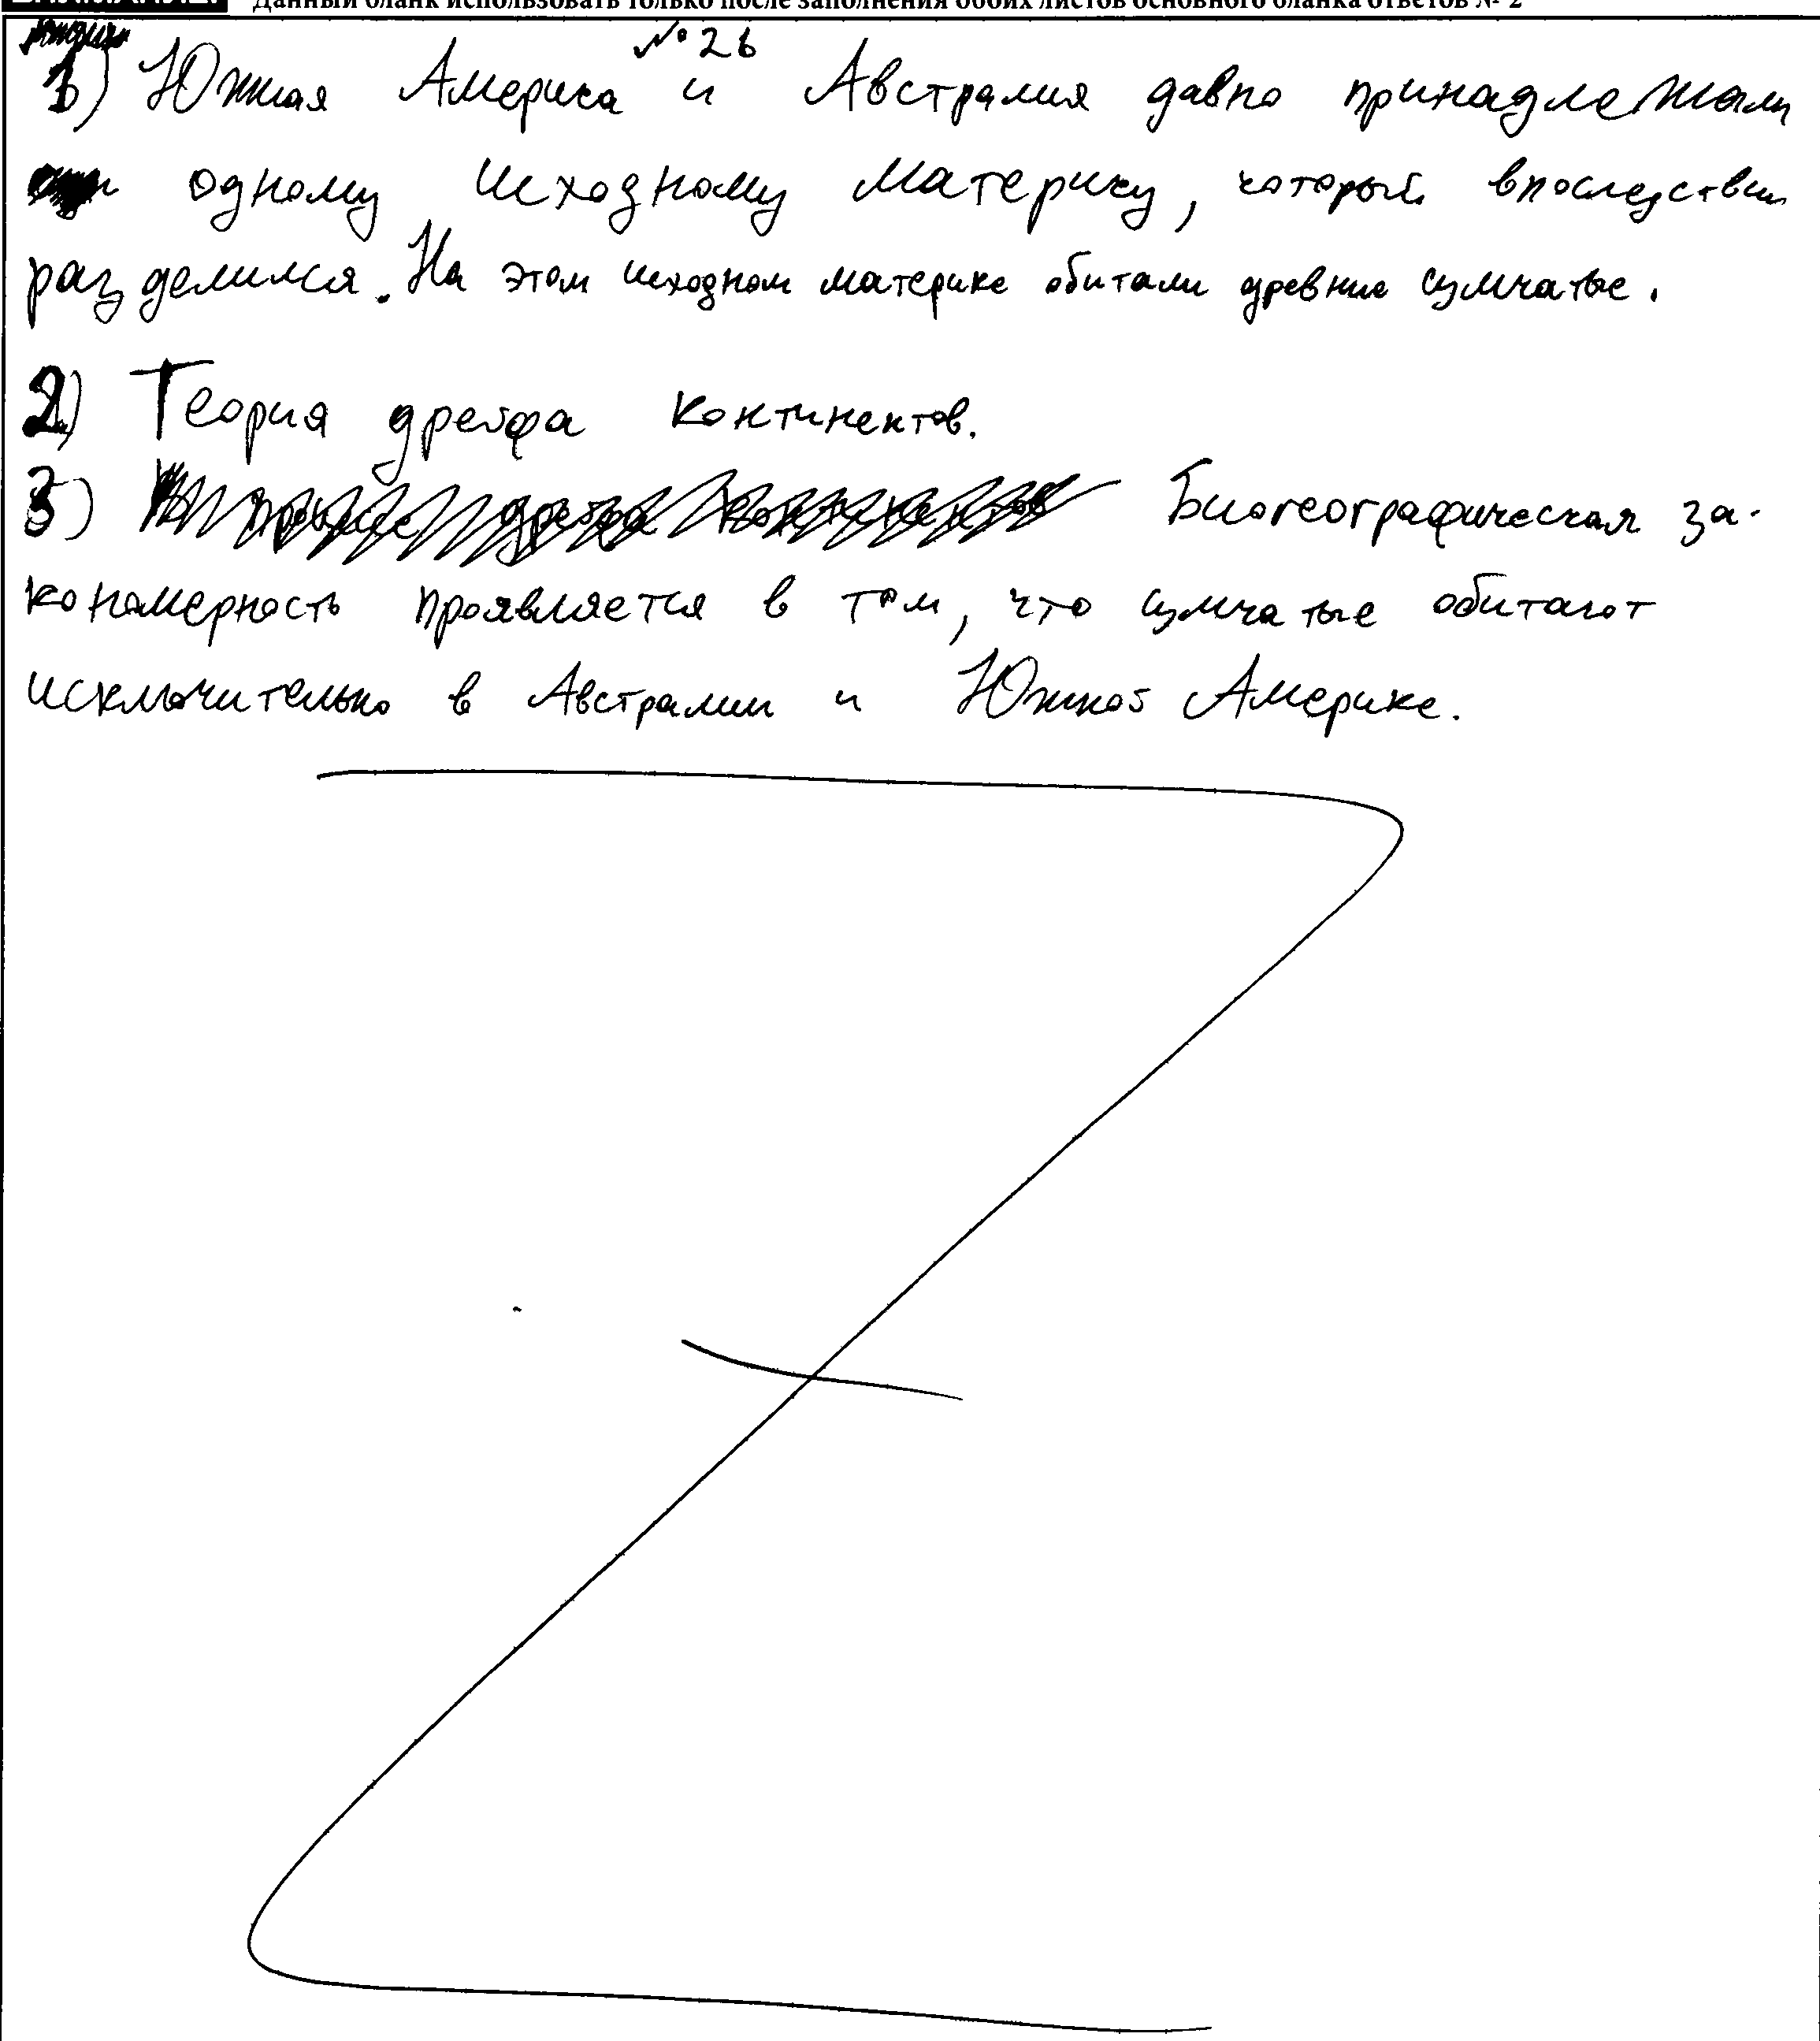 Данный бланк использовать только после заполнения обоих листов основного бланка ответов № 2
№ 26
1) Южная Америка и Австралия давно принадлежали
одному исходному материку, который впоследствии
разделился. На этом исходном материке обитали древние сумчатые.
2) Теория дрейфа континентов.
3) Биогеографическая за-
кономерность проявляется в том, что сумчатые обитают
исключительно в Австралии и Южной Америке.